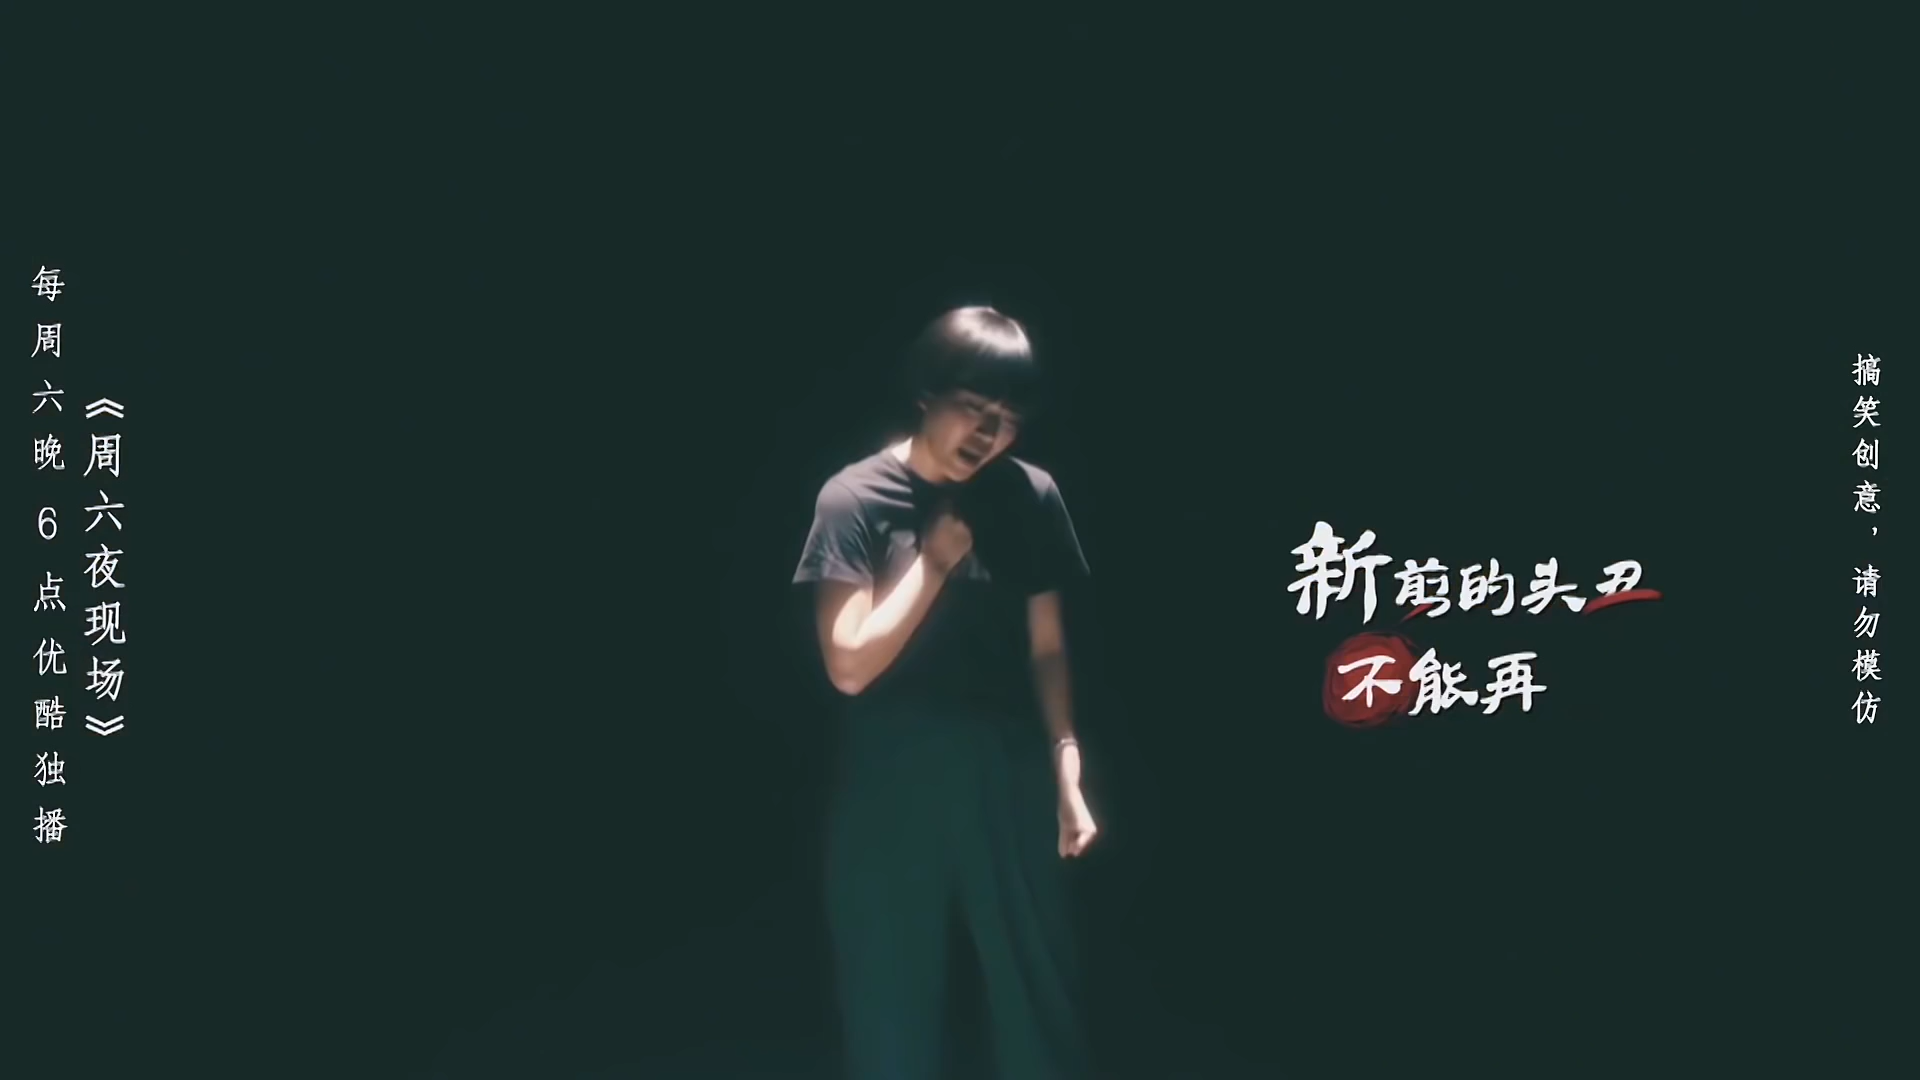 每周六晚6点优酷独播
《周六夜现场》
新剪的头丑
不能再
搞笑创意，请勿模仿